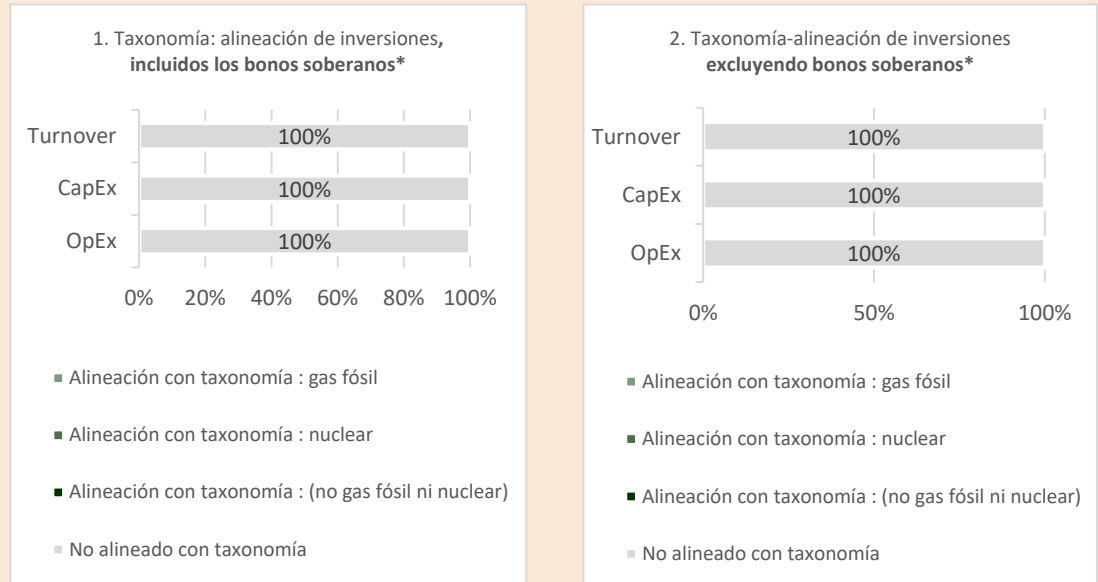 1. Taxonomía: alineación de inversiones,
incluidos los bonos soberanos*
Turnover
100%
CapEx
100%
OpEx
100%
0% 20% 40% 60% 80% 100%
Alineación con taxonomía : gas fósil
Alineación con taxonomía : nuclear
Alineación con taxonomía : (no gas fósil ni nuclear)
No alineado con taxonomía
2. Taxonomía-alineación de inversiones
excluyendo bonos soberanos*
Turnover
100%
CapEx
100%
OpEx
100%
0% 50% 100%
Alineación con taxonomía : gas fósil
Alineación con taxonomía : nuclear
Alineación con taxonomía : (no gas fósil ni nuclear)
No alineado con taxonomía